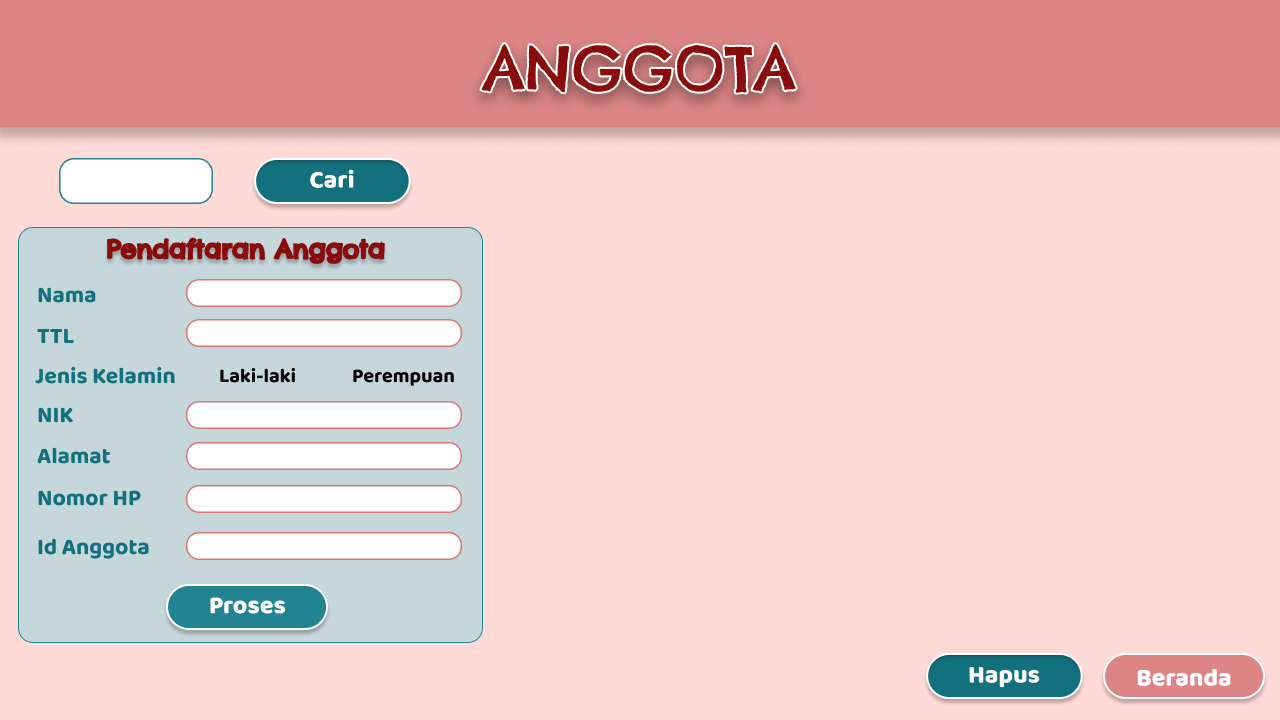 ANGGOTA
Cari
Pendaftaran Anggota
Nama
TTL
Jenis Kelamin Laki-laki Perempuan
NIK
Alamat
Nomor HP
Id Anggota
Proses
Hapus Beranda